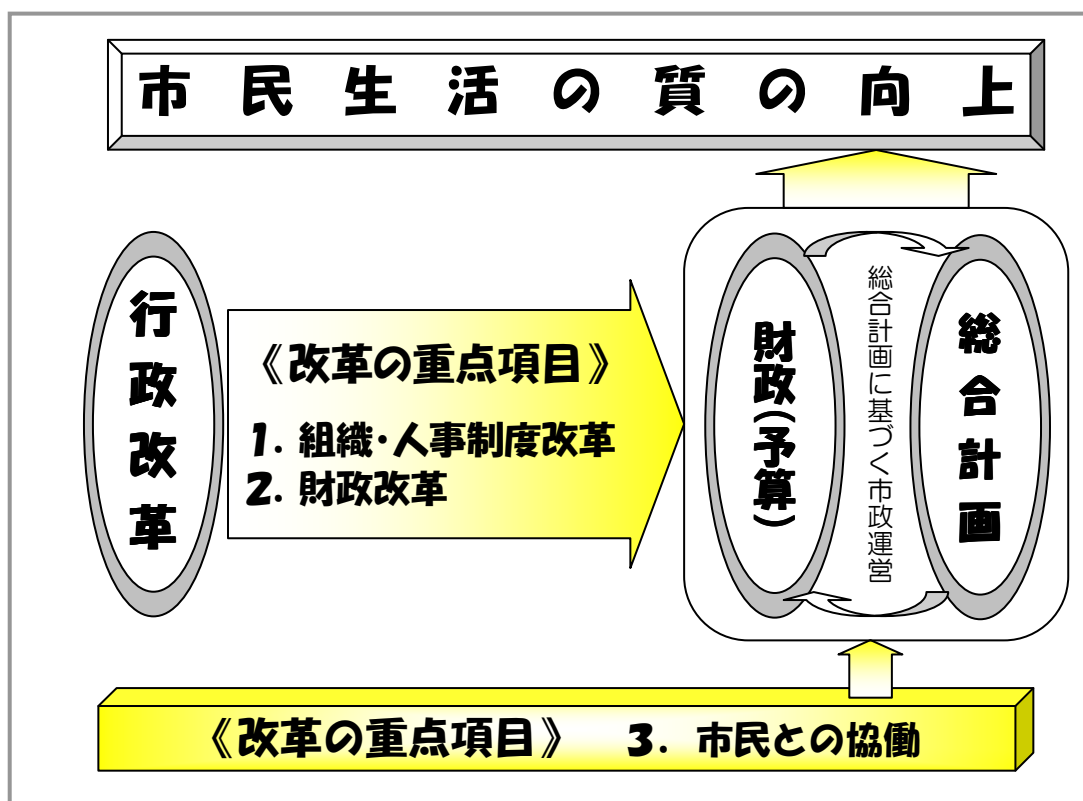 市民生活の質の向上
行政改革
《改革の重点項目》
1. 組織・人事制度改革
2. 財政改革
財政(予算)
総合計画に基づく市政運営
総合計画
《改革の重点項目》 3. 市民との協働